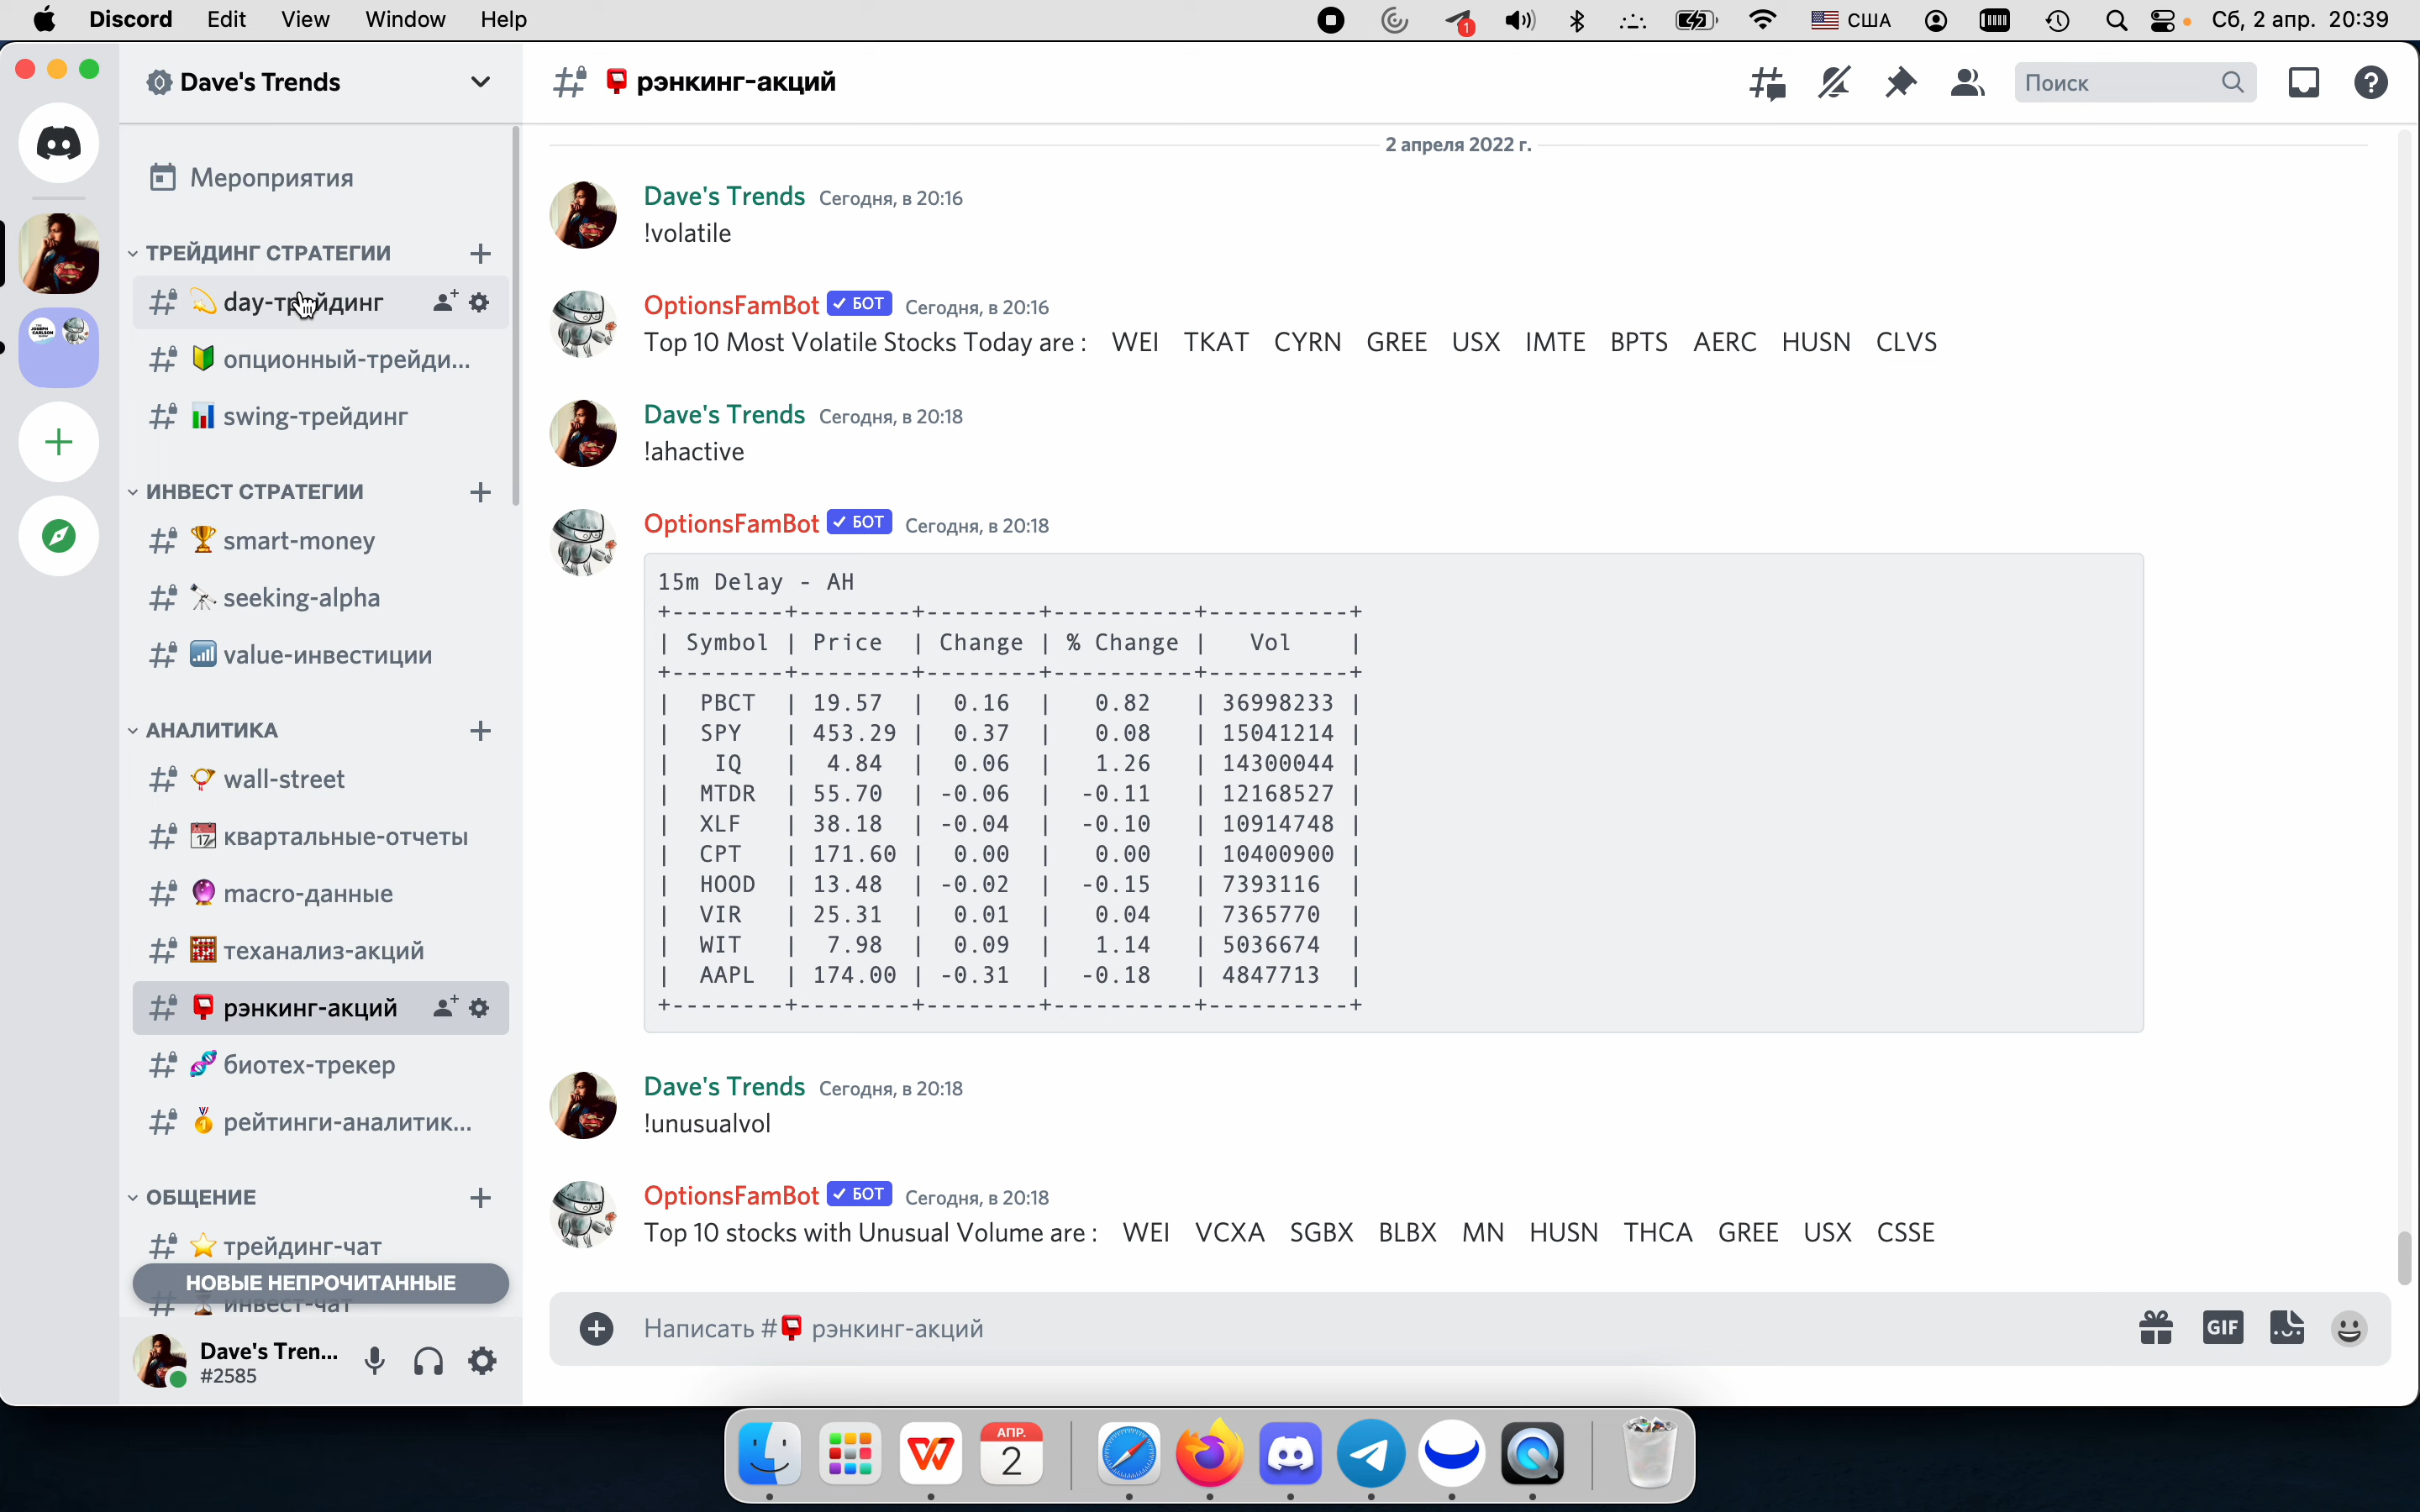 Discord Edit View Window Help
1 США Сб, 2 апр. 20:39
Dave's Trends
Мероприятия
ТРЕЙДИНГ СТРАТЕГИИ
day-трейдинг
опционный-трейди...
swing-трейдинг
ИНВЕСТ СТРАТЕГИИ
smart-money
seeking-alpha
value-инвестиции
АНАЛИТИКА
wall-street
17 квартальные-отчеты
macro-данные
теханализ-акций
рэнкинг-акций
биотех-трекер
рейтинги-аналитик...
ОБЩЕНИЕ
трейдинг-чат
НОВЫЕ НЕПРОЧИТАННЫЕ
инвест-чат
Dave's Tren...
#2585
рэнкинг-акций
Поиск
2 апреля 2022 г.
Dave's Trends Сегодня, в 20:16
!volatile
OptionsFamBot ✓ БОТ Сегодня, в 20:16
Top 10 Most Volatile Stocks Today are : WEI TKAT CYRN GREE USX IMTE BPTS AERC HUSN CLVS
Dave's Trends Сегодня, в 20:18
!ahactive
OptionsFamBot ✓ БОТ Сегодня, в 20:18
15m Delay - AH
+--------+--------+--------+----------+----------+
| Symbol | Price | Change | % Change | Vol |
+--------+--------+--------+----------+----------+
| PBCT | 19.57 | 0.16 | 0.82 | 36998233 |
| SPY | 453.29 | 0.37 | 0.08 | 15041214 |
| IQ | 4.84 | 0.06 | 1.26 | 14300044 |
| MTDR | 55.70 | -0.06 | -0.11 | 12168527 |
| XLF | 38.18 | -0.04 | -0.10 | 10914748 |
| CPT | 171.60 | 0.00 | 0.00 | 10400900 |
| HOOD | 13.48 | -0.02 | -0.15 | 7393116 |
| VIR | 25.31 | 0.01 | 0.04 | 7365770 |
| WIT | 7.98 | 0.09 | 1.14 | 5036674 |
| AAPL | 174.00 | -0.31 | -0.18 | 4847713 |
+--------+--------+--------+----------+----------+
Dave's Trends Сегодня, в 20:18
!unusualvol
OptionsFamBot ✓ БОТ Сегодня, в 20:18
Top 10 stocks with Unusual Volume are : WEI VCXA SGBX BLBX MN HUSN THCA GREE USX CSSE
Написать # рэнкинг-акций
GIF
АПР.
2